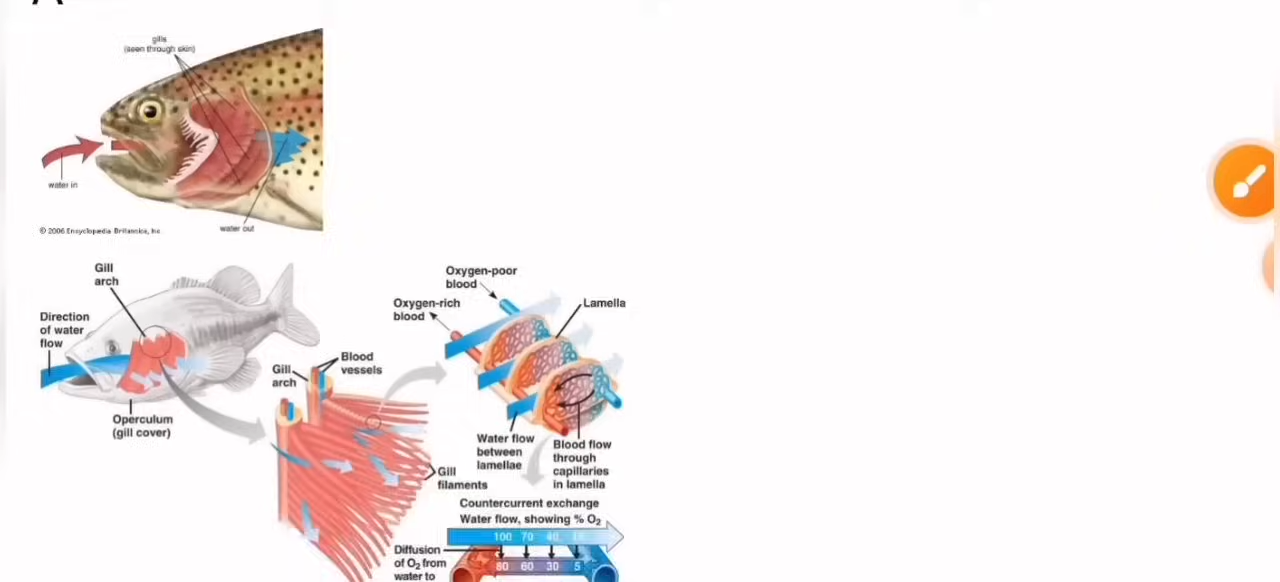 gills
(seen through skin)
water in
© 2006 Encyclopædia Britannica, Inc
water out
Gill
arch
Direction
of water
flow
Operculum
(gill cover)
Gill
arch
Blood
vessels
Gill
filaments
Oxygen-poor
blood
Oxygen-rich
blood
Lamella
Water flow
between
lamellae
Blood flow
through
capillaries
in lamella
Countercurrent exchange
Water flow, showing % O2
100 70 40
Diffusion
of O2 from
water to
80 60 30 5